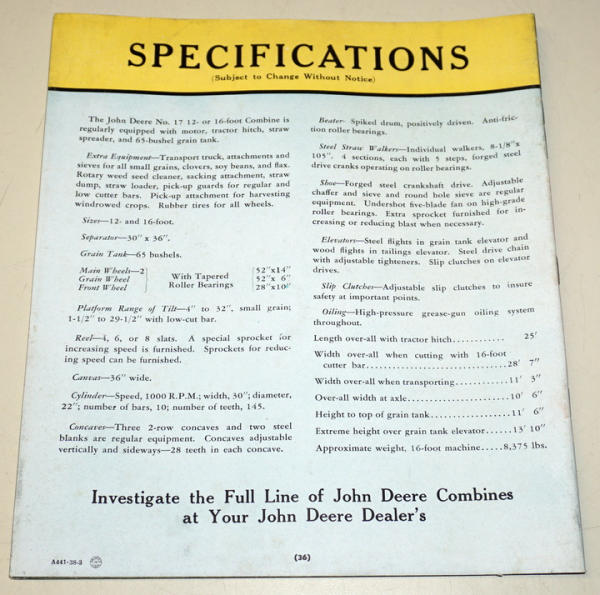 SPECIFICATIONS
(Subject to Change Without Notice)
The John Deere No. 17 12- or 16-foot Combine is
regularly equipped with motor, tractor hitch, straw
spreader, and 65-bushel grain tank.
Extra Equipment—Transport truck, attachments and
sieves for all small grains, clovers, soy beans, and flax.
Rotary weed seed cleaner, sacking attachment, straw
dump, straw loader, pick-up guards for regular and
low cutter bars. Pick-up attachment for harvesting
windrowed crops. Rubber tires for all wheels.
Sizes—12- and 16-foot.
Separator—30" x 36".
Grain Tank—65 bushels.
Main Wheels—2
Grain Wheel
Front Wheel
With Tapered
Roller Bearings
52"x14"
52"x 6"
28"x10"
Platform Range of Tilt—4" to 32", small grain;
1-1/2" to 29-1/2" with low-cut bar.
Reel—4, 6, or 8 slats. A special sprocket for
increasing speed is furnished. Sprockets for reduc-
ing speed can be furnished.
Canvas—36" wide.
Cylinder—Speed, 1000 R.P.M.; width, 30"; diameter,
22"; number of bars, 10; number of teeth, 145.
Concaves—Three 2-row concaves and two steel
blanks are regular equipment. Concaves adjustable
vertically and sideways—28 teeth in each concave.
Beater- Spiked drum, positively driven. Anti-fric-
tion roller bearings.
Steel Straw Walkers—Individual walkers, 8-1/8"x
105". 4 sections, each with 5 steps, forged steel
drive cranks operating on roller bearings.
Shoe—Forged steel crankshaft drive. Adjustable
chaffer and sieve and round hole sieve are regular
equipment. Undershot five-blade fan on high-grade
roller bearings. Extra sprocket furnished for in-
creasing or reducing blast when necessary.
Elevators—Steel flights in grain tank elevator and
wood flights in tailings elevator. Steel drive chain
with adjustable tighteners. Slip clutches on elevator
drives.
Slip Clutches—Adjustable slip clutches to insure
safety at important points.
Oiling—High-pressure grease-gun oiling system
throughout.
Length over-all with tractor hitch............ 25'
Width over-all when cutting with 16-foot
cutter bar..............................28' 7"
Width over-all when transporting............11' 3"
Over-all width at axle......................10' 6"
Height to top of grain tank.................11' 6"
Extreme height over grain tank elevator......13' 10"
Approximate weight, 16-foot machine.....8,375 lbs.
Investigate the Full Line of John Deere Combines
at Your John Deere Dealer's
A441-38-3
(36)